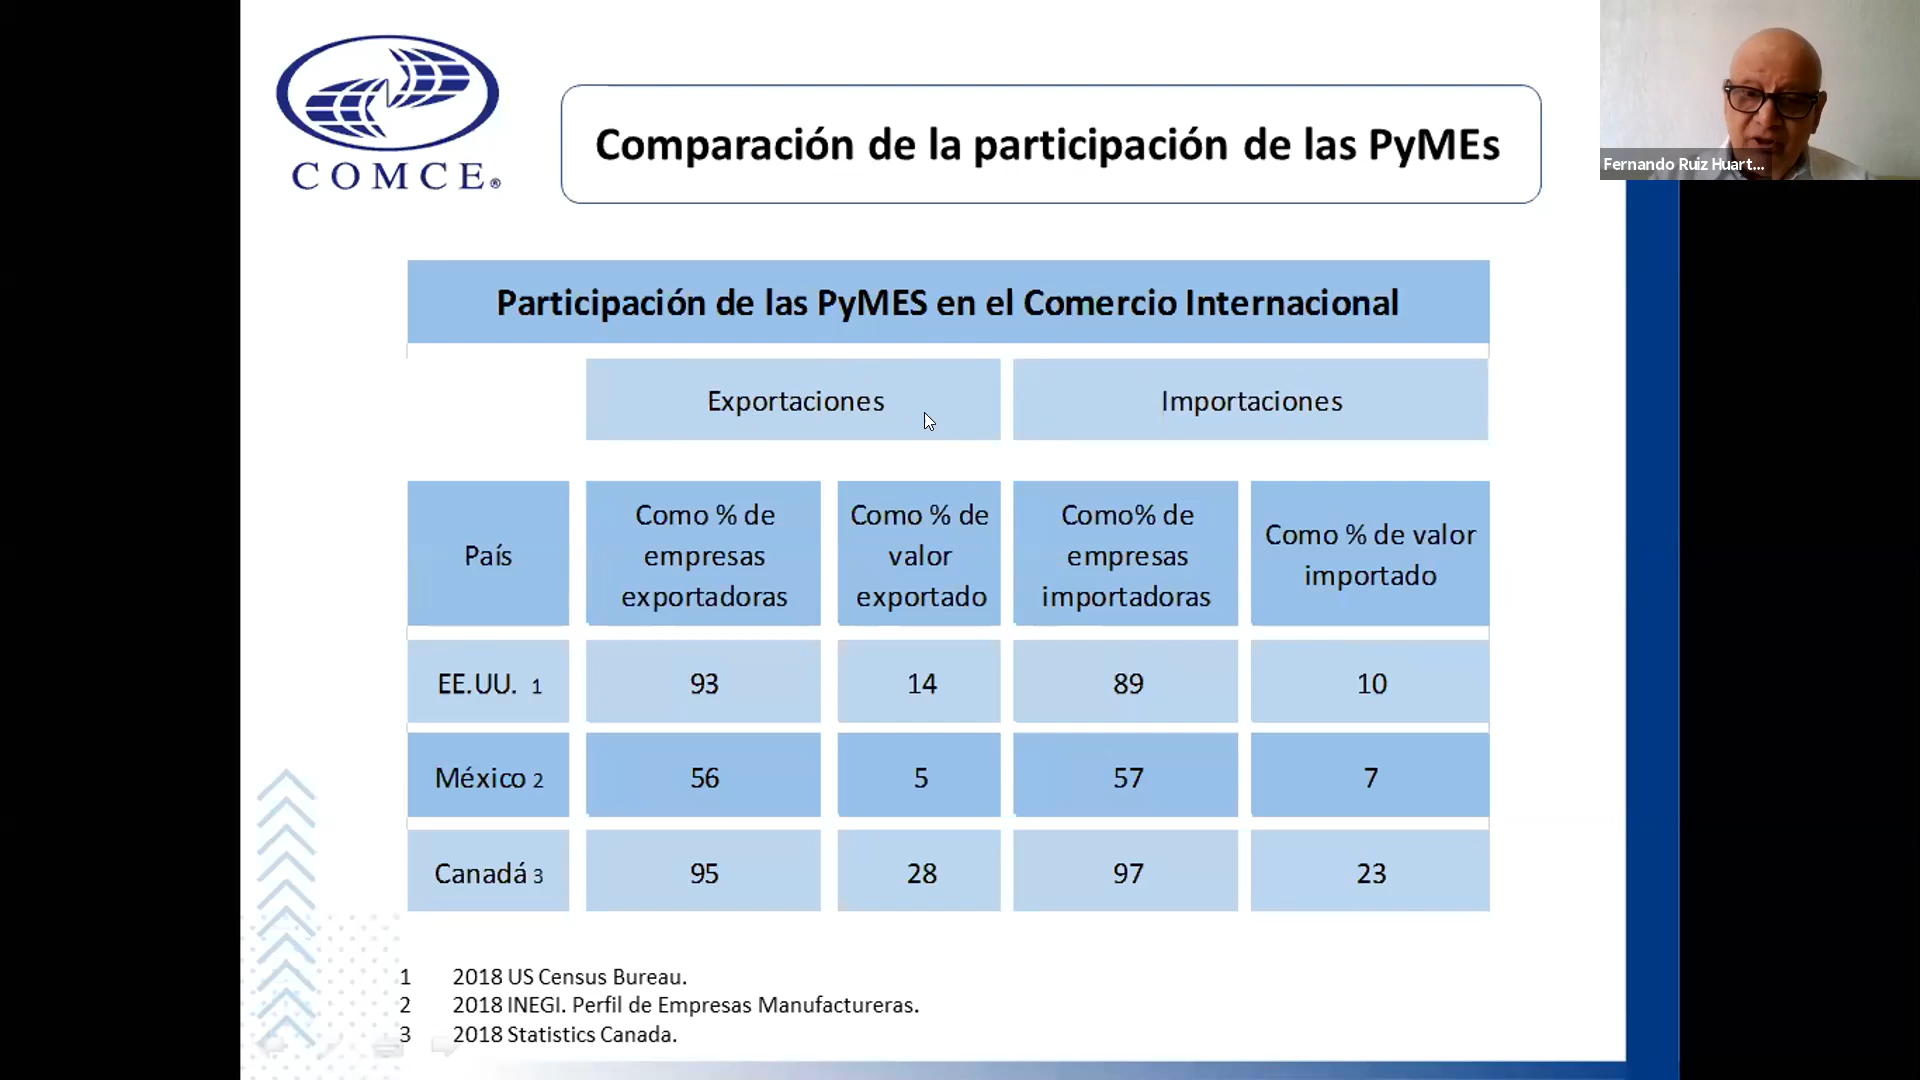 COMCE®
Comparación de la participación de las PyMEs
Fernando Ruiz Huart...
Participación de las PyMES en el Comercio Internacional
Exportaciones
Importaciones
País
Como % de
empresas
exportadoras
Como % de
valor
exportado
Como% de
empresas
importadoras
Como % de valor
importado
EE.UU. 1
93
14
89
10
México 2
56
5
57
7
Canadá 3
95
28
97
23
1 2018 US Census Bureau.
2 2018 INEGI. Perfil de Empresas Manufactureras.
3 2018 Statistics Canada.